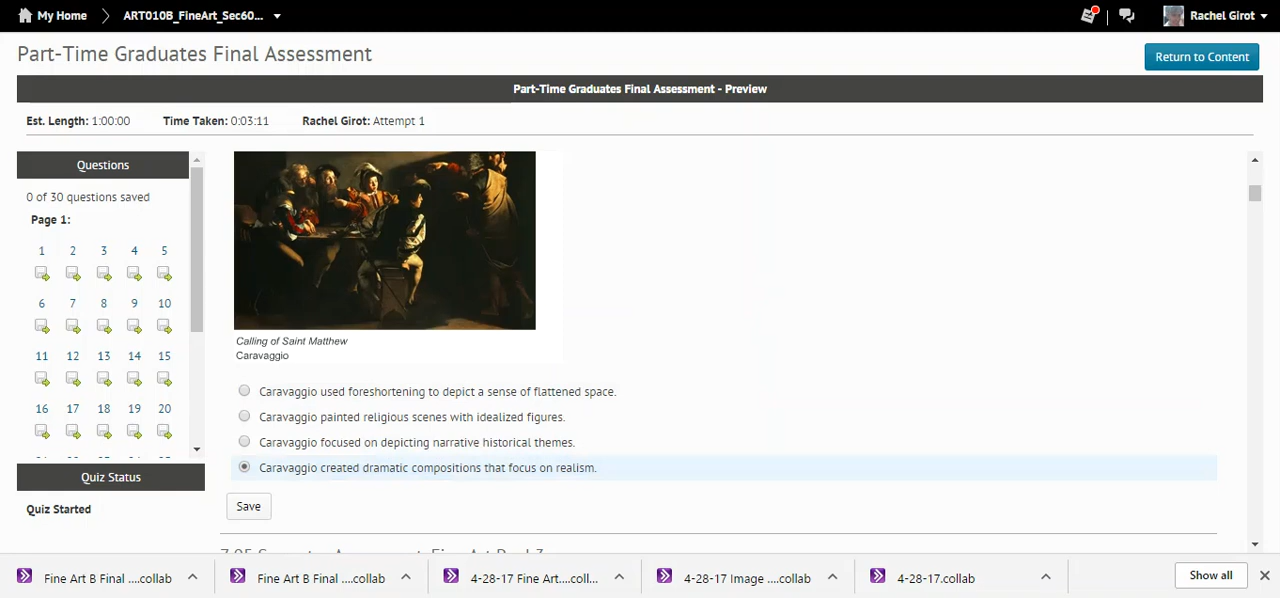 My Home
ART010B_FineArt_Sec60...
Rachel Girot
Part-Time Graduates Final Assessment
Return to Content
Part-Time Graduates Final Assessment - Preview
Est. Length: 1:00:00 Time Taken: 0:03:11 Rachel Girot: Attempt 1
Questions
0 of 30 questions saved
Page 1:
1 2 3 4 5
6 7 8 9 10
11 12 13 14 15
16 17 18 19 20
Quiz Status
Quiz Started
Calling of Saint Matthew
Caravaggio
Caravaggio used foreshortening to depict a sense of flattened space.
Caravaggio painted religious scenes with idealized figures.
Caravaggio focused on depicting narrative historical themes.
Caravaggio created dramatic compositions that focus on realism.
Save
Fine Art B Final ....collab
Fine Art B Final ....collab
4-28-17 Fine Art....coll...
4-28-17 Image ....collab
4-28-17.collab
Show all